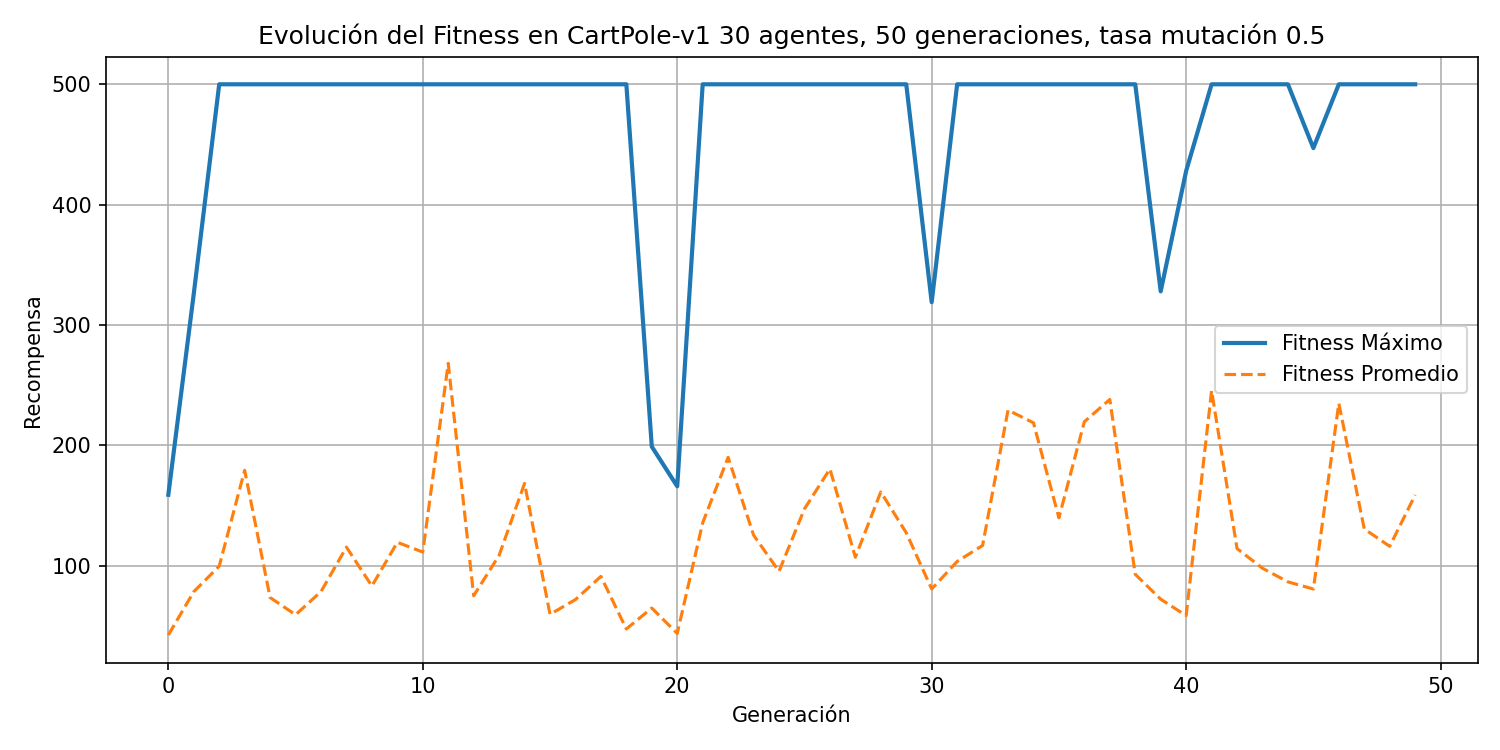 Evolución del Fitness en CartPole-v1 30 agentes, 50 generaciones, tasa mutación 0.5
500
400
300
200
100
Recompensa
Fitness Máximo
Fitness Promedio
0 10 20 30 40 50
Generación